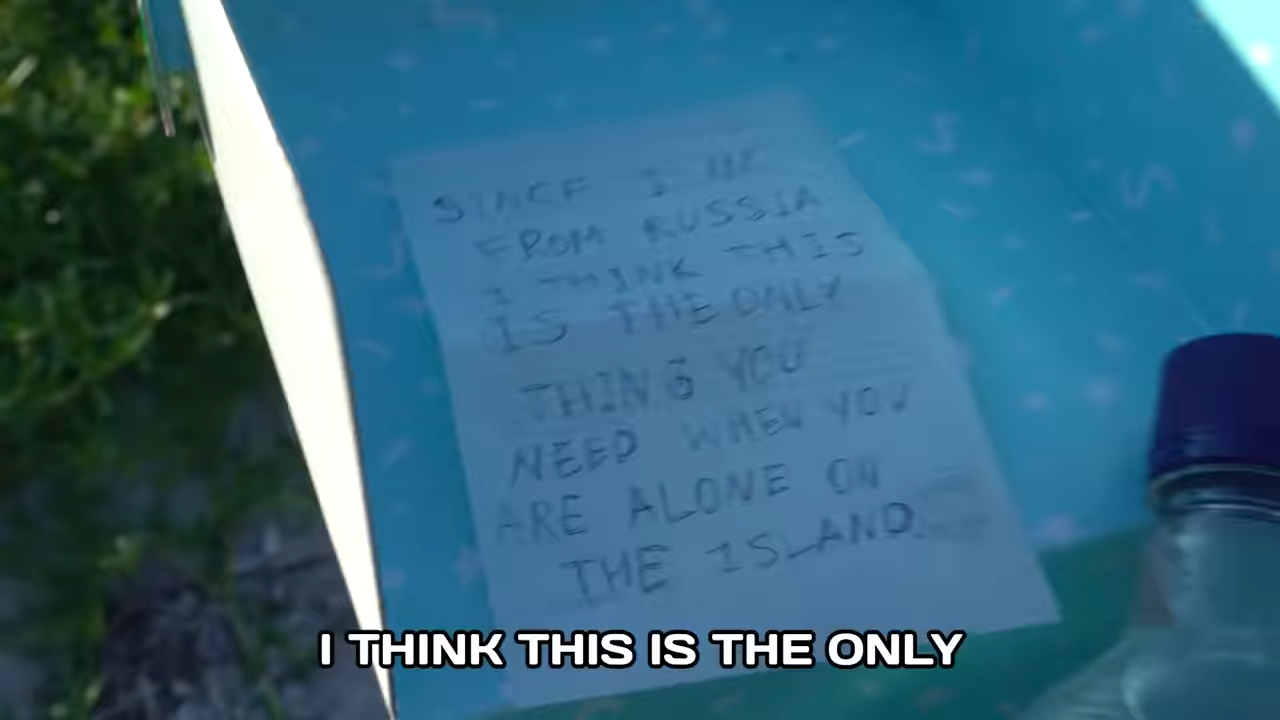 SINCE I'M
FROM RUSSIA
I THINK THIS
IS THE ONLY
THING YOU
NEED WHEN YOU
ARE ALONE ON
THE ISLAND.
I THINK THIS IS THE ONLY